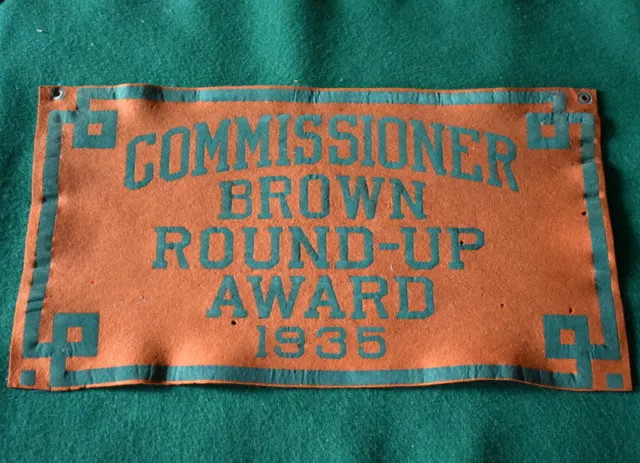 COMMISSIONER
BROWN
ROUND-UP
AWARD
1935